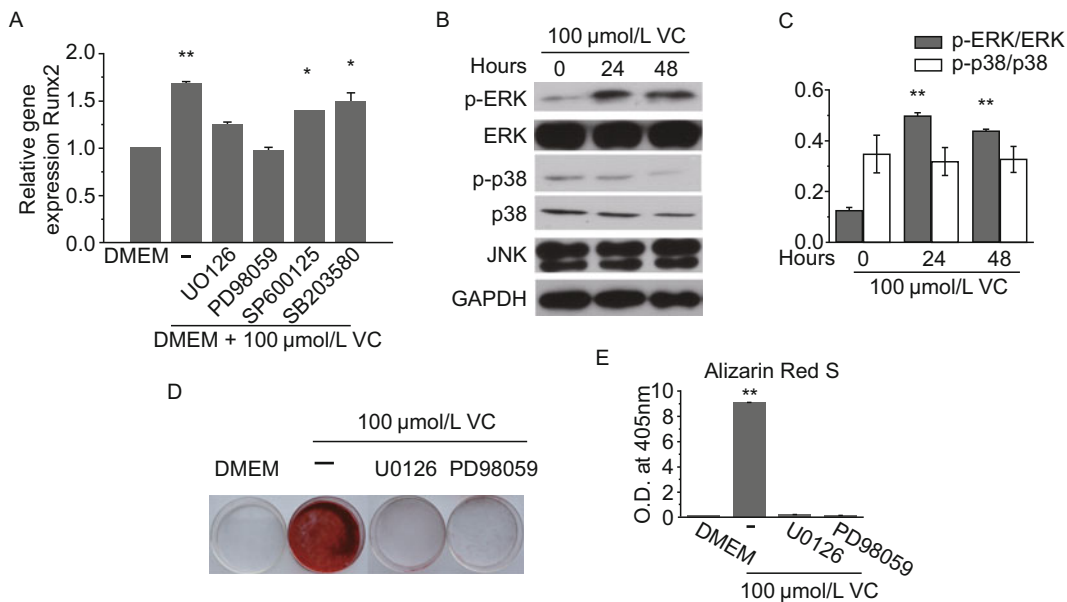 A
Relative gene
expression Runx2
2.0
1.5
1.0
0.5
0.0
**
*
*
DMEM
–
UO126
PD98059
SP600125
SB203580
DMEM + 100 µmol/L VC
B
100 µmol/L VC
Hours 0 24 48
p-ERK
ERK
p-p38
p38
JNK
GAPDH
C
p-ERK/ERK
p-p38/p38
0.6
0.4
0.2
0.0
**
**
Hours 0 24 48
100 µmol/L VC
D
100 µmol/L VC
DMEM – U0126 PD98059
E
Alizarin Red S
O.D. at 405nm
10
8
6
4
2
0
**
DMEM
-
U0126
PD98059
100 µmol/L VC